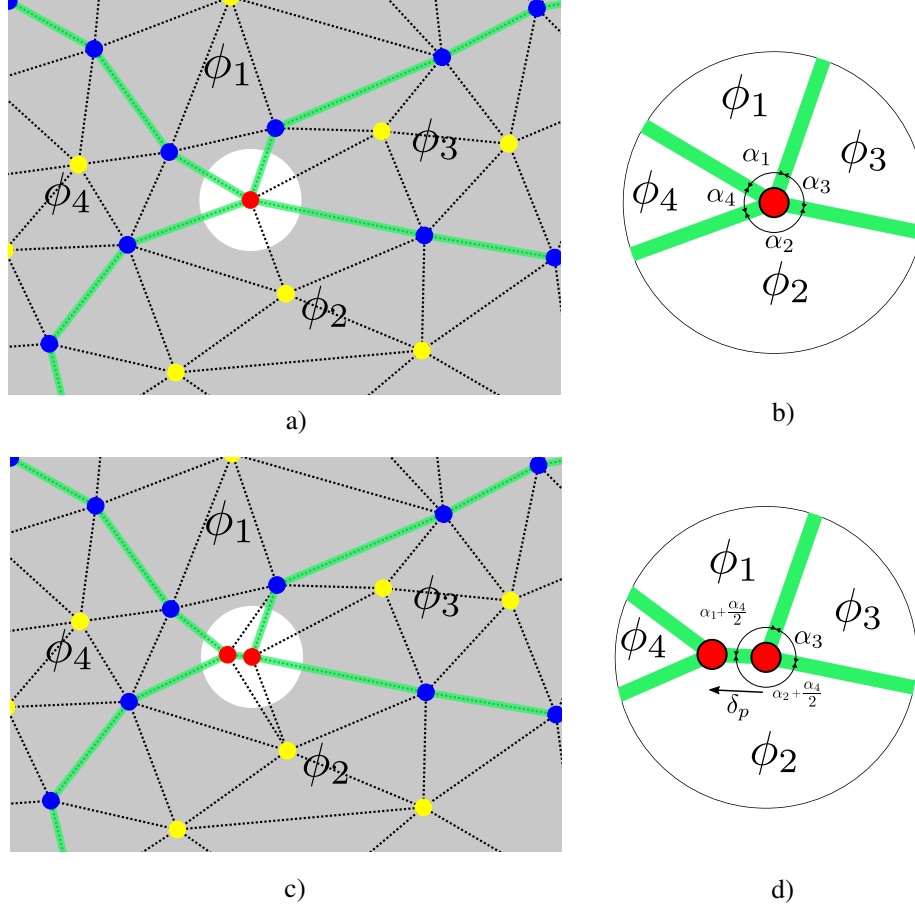 ϕ₁
ϕ₃
ϕ₄
ϕ₂
a)
ϕ₁
ϕ₃
ϕ₄
α₁
α₃
α₄
α₂
ϕ₂
b)
ϕ₁
ϕ₃
ϕ₄
ϕ₂
c)
ϕ₁
ϕ₃
ϕ₄
α₁+α₄/2
α₃
α₂+α₄/2
δₚ
ϕ₂
d)